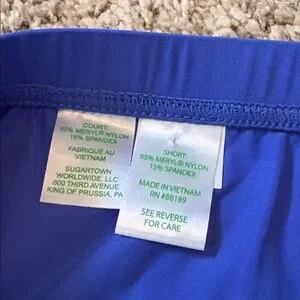 COURT:
85% MERYL® NYLON
15% SPANDEX
FABRIQUÉ AU
VIETNAM
SUGARTOWN
WORLDWIDE, LLC
800 THIRD AVENUE
KING OF PRUSSIA, PA
SHORT:
85% MERYL® NYLON
15% SPANDEX
MADE IN VIETNAM
RN #88189
SEE REVERSE
FOR CARE